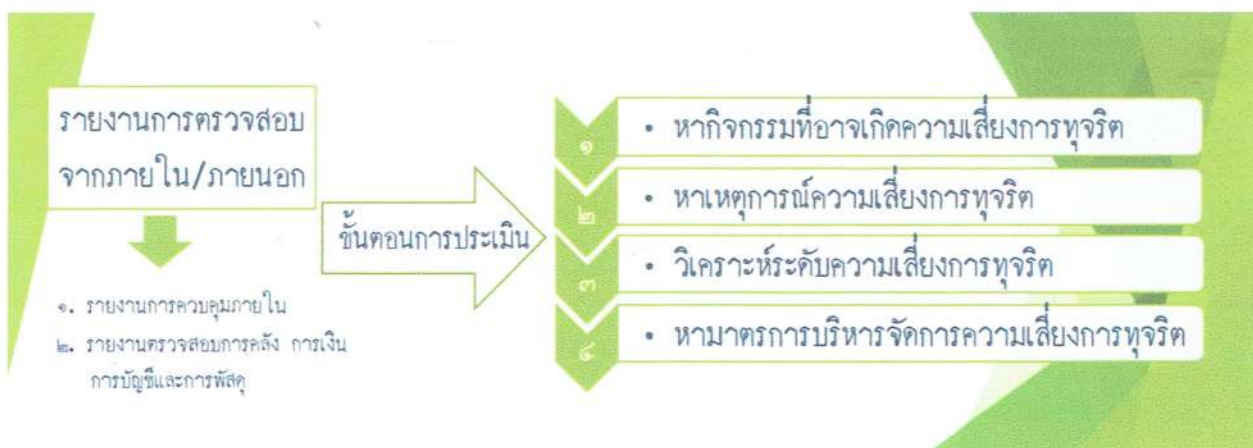 รายงานการตรวจสอบ
จากภายใน/ภายนอก
๑. รายงานการควบคุมภายใน
๒. รายงานตรวจสอบการคลัง การเงิน
การบัญชีและการพัสดุ
ขั้นตอนการประเมิน
๑
• หากิจกรรมที่อาจเกิดความเสี่ยงการทุจริต
๒
• หาเหตุการณ์ความเสี่ยงการทุจริต
๓
• วิเคราะห์ระดับความเสี่ยงการทุจริต
๔
• หามาตรการบริหารจัดการความเสี่ยงการทุจริต